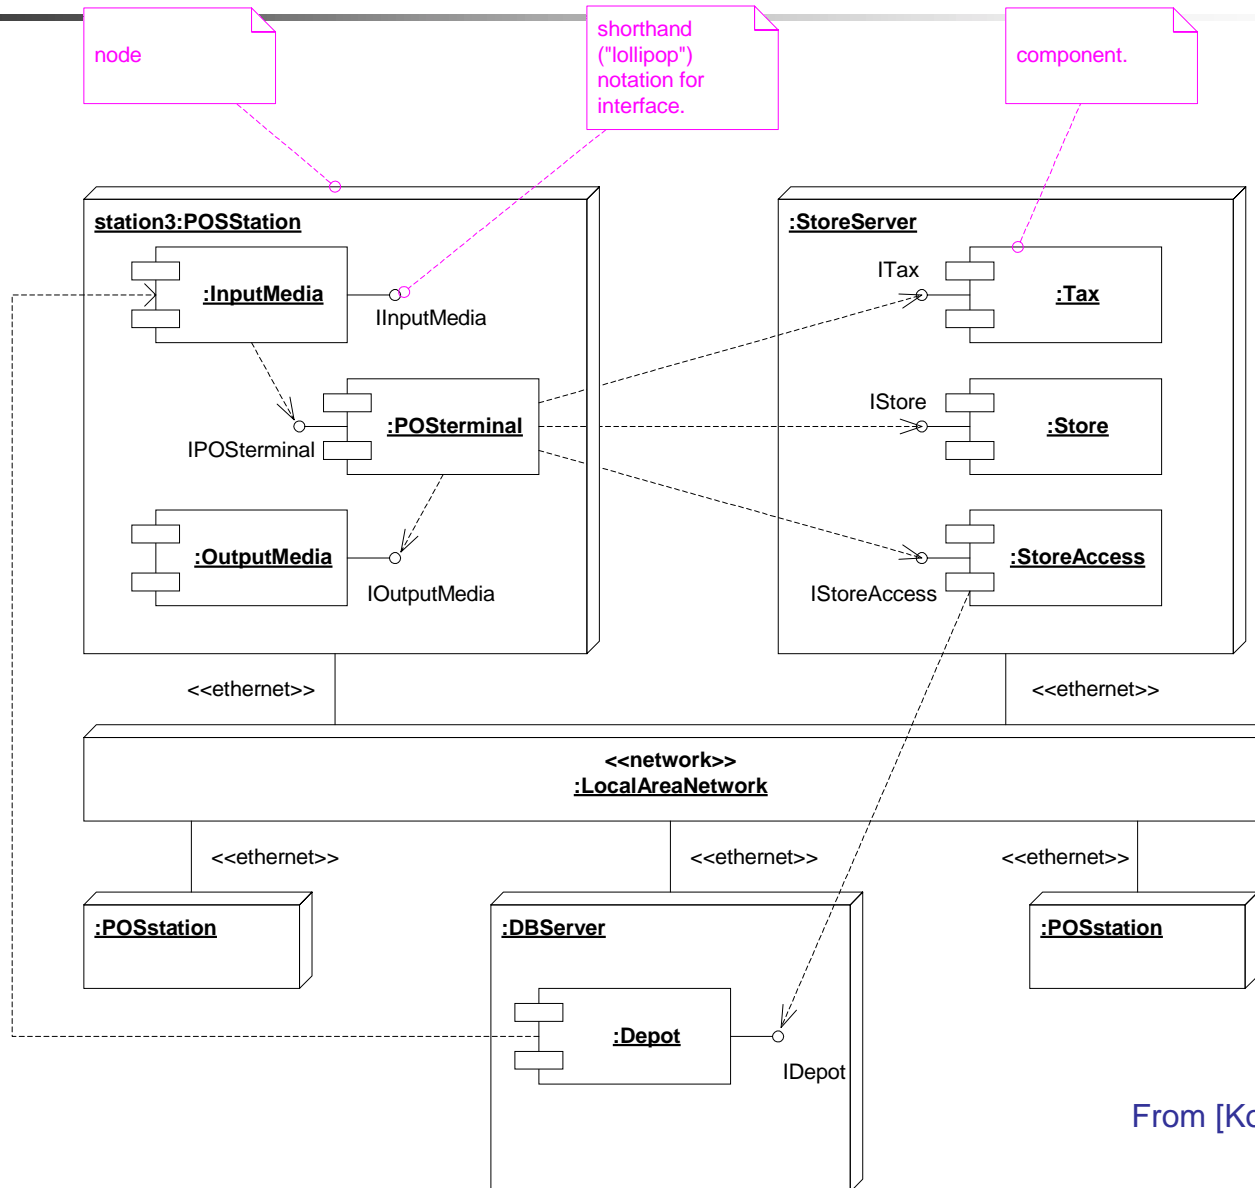 node
shorthand
("lollipop")
notation for
interface.
component.
station3:POSStation
:InputMedia
IInputMedia
:POSterminal
IPOSterminal
:OutputMedia
IOutputMedia
:StoreServer
ITax
:Tax
IStore
:Store
:StoreAccess
IStoreAccess
<<ethernet>>
<<ethernet>>
<<network>>
:LocalAreaNetwork
<<ethernet>>
<<ethernet>>
<<ethernet>>
:POSstation
:DBServer
:POSstation
:Depot
IDepot
From